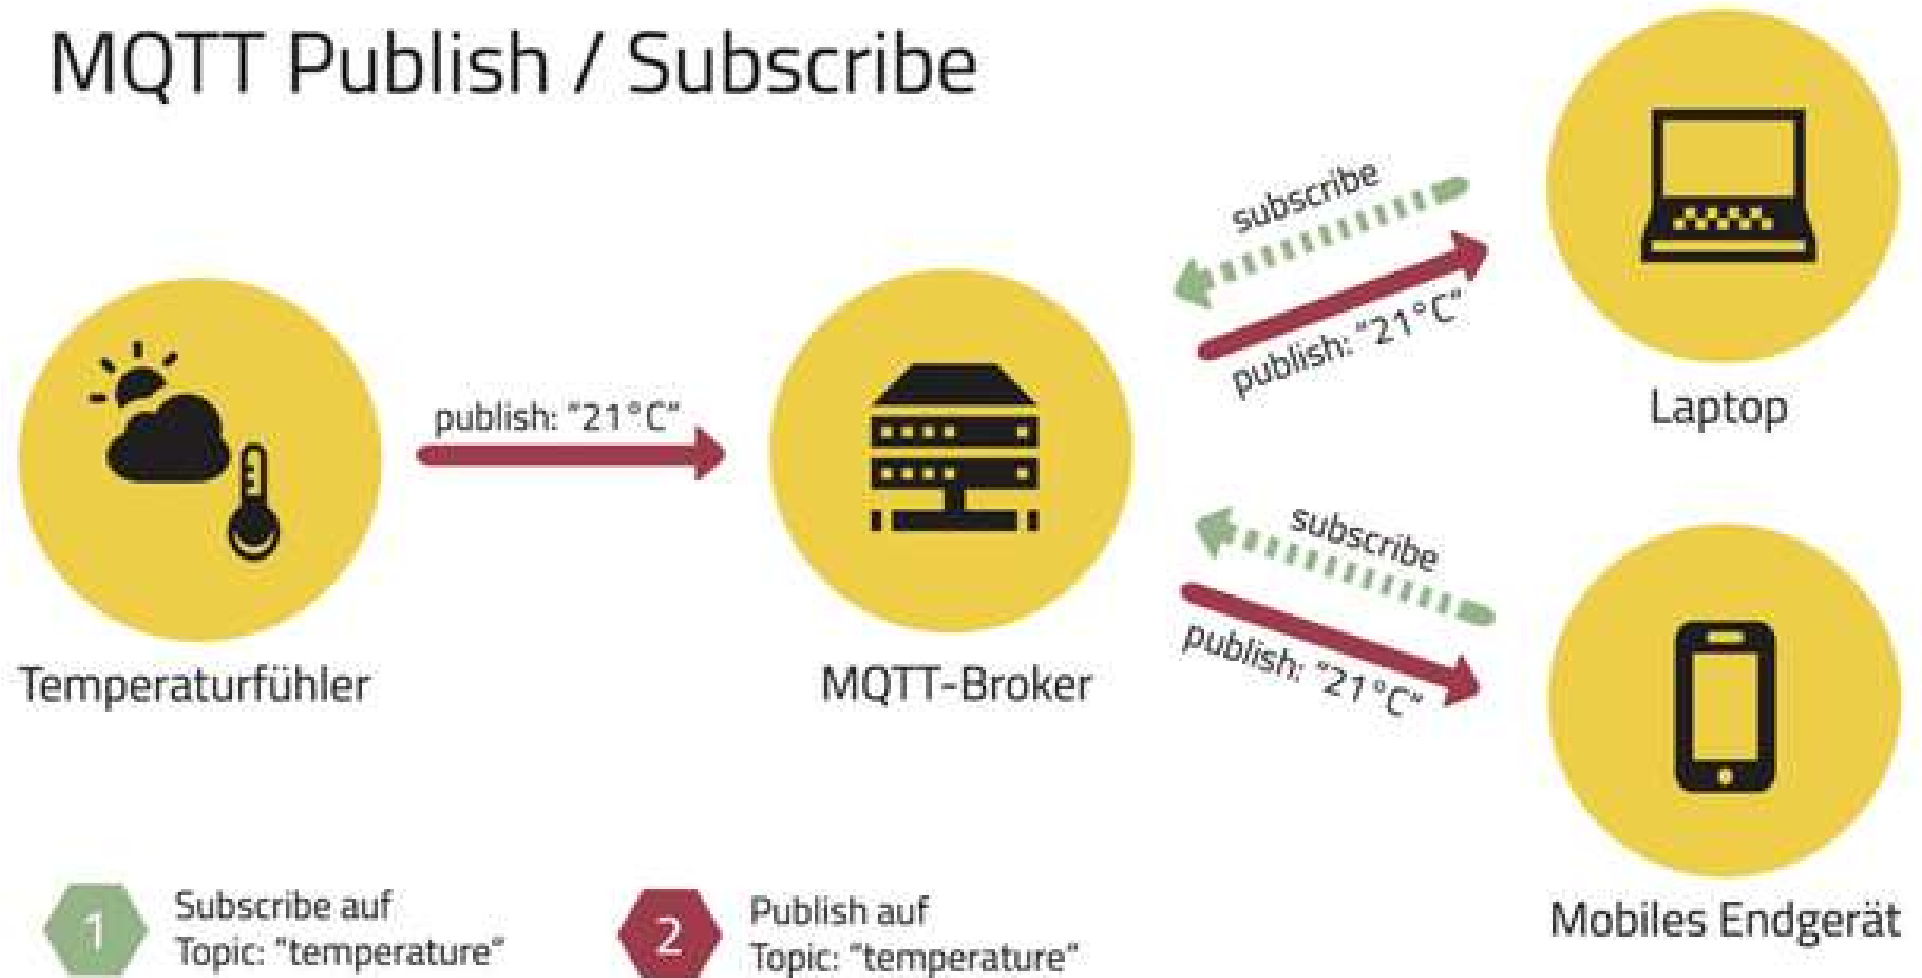 MQTT Publish / Subscribe
subscribe
publish: "21°C"
Laptop
publish: "21°C"
Temperaturfühler
MQTT-Broker
subscribe
publish: "21°C"
Mobiles Endgerät
1
Subscribe auf
Topic: "temperature"
2
Publish auf
Topic: "temperature"